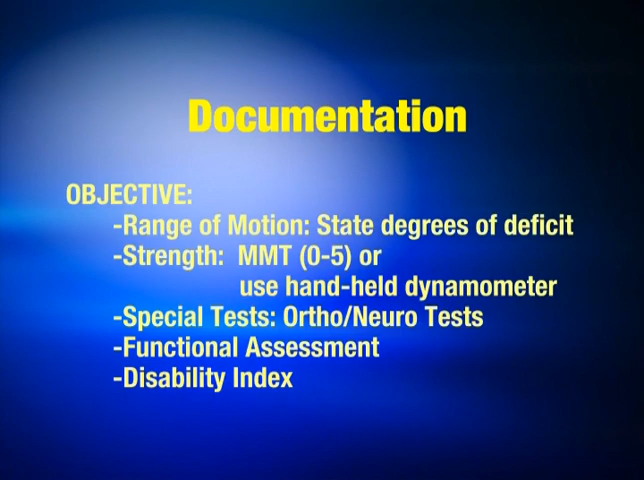 Documentation
OBJECTIVE:
-Range of Motion: State degrees of deficit
-Strength: MMT (0-5) or
use hand-held dynamometer
-Special Tests: Ortho/Neuro Tests
-Functional Assessment
-Disability Index